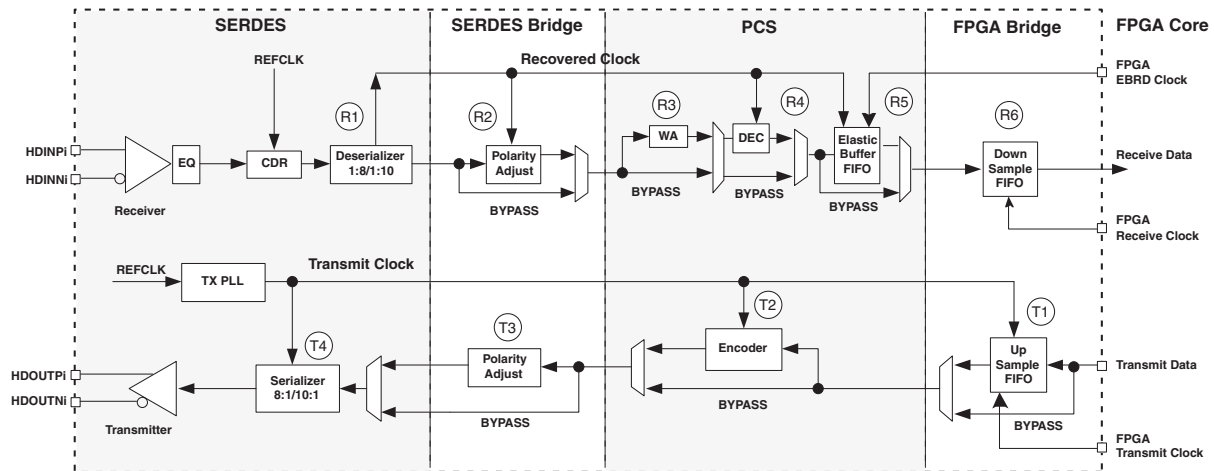 SERDES
SERDES Bridge
PCS
FPGA Bridge
FPGA Core
REFCLK
Recovered Clock
FPGA
EBRD Clock
R1
R2
R3
R4
R5
R6
HDINPi
HDINNi
EQ
CDR
Deserializer
1:8/1:10
Polarity
Adjust
WA
DEC
Elastic
Buffer
FIFO
Down
Sample
FIFO
Receive Data
Receiver
BYPASS
BYPASS
BYPASS
BYPASS
FPGA
Receive Clock
REFCLK
TX PLL
Transmit Clock
T4
T3
T2
T1
HDOUTPi
HDOUTNi
Serializer
8:1/10:1
Polarity
Adjust
Encoder
Up
Sample
FIFO
Transmit Data
Transmitter
BYPASS
BYPASS
BYPASS
FPGA
Transmit Clock